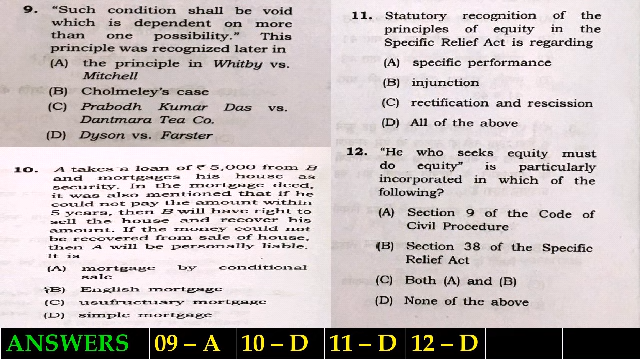 9. "Such condition shall be void
which is dependent on more
than one possibility." This
principle was recognized later in
(A) the principle in Whitby vs.
Mitchell
(B) Cholmeley's case
(C) Prabodh Kumar Das vs.
Dantmara Tea Co.
(D) Dyson vs. Farster
10. A takes a loan of ₹ 5,000 from B
and mortgages his house as
security. In the mortgage deed,
it was also mentioned that if he
could not pay the amount within
5 years, then B will have right to
sell the house and recover his
amount. If the money could not
be recovered from sale of house,
then A will be personally liable.
It is
(A) mortgage by conditional
sale
(B) English mortgage
(C) usufructuary mortgage
(D) simple mortgage
11. Statutory recognition of the
principles of equity in the
Specific Relief Act is regarding
(A) specific performance
(B) injunction
(C) rectification and rescission
(D) All of the above
12. "He who seeks equity must
do equity" is particularly
incorporated in which of the
following?
(A) Section 9 of the Code of
Civil Procedure
(B) Section 38 of the Specific
Relief Act
(C) Both (A) and (B)
(D) None of the above
ANSWERS 09 – A 10 – D 11 – D 12 – D